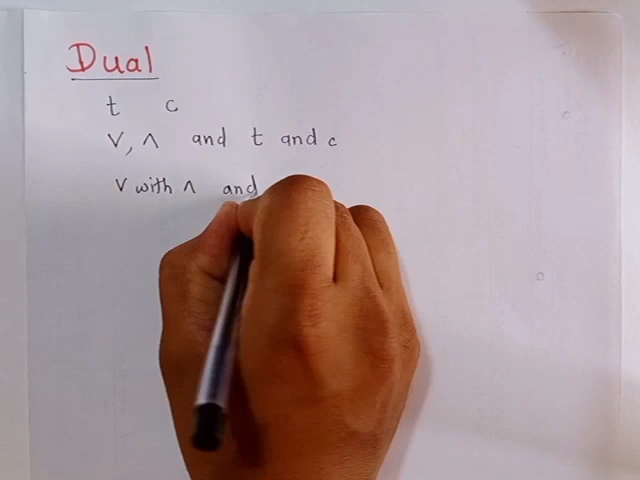 Dual
t c
∨, ∧ and t and c
∨ with ∧ and